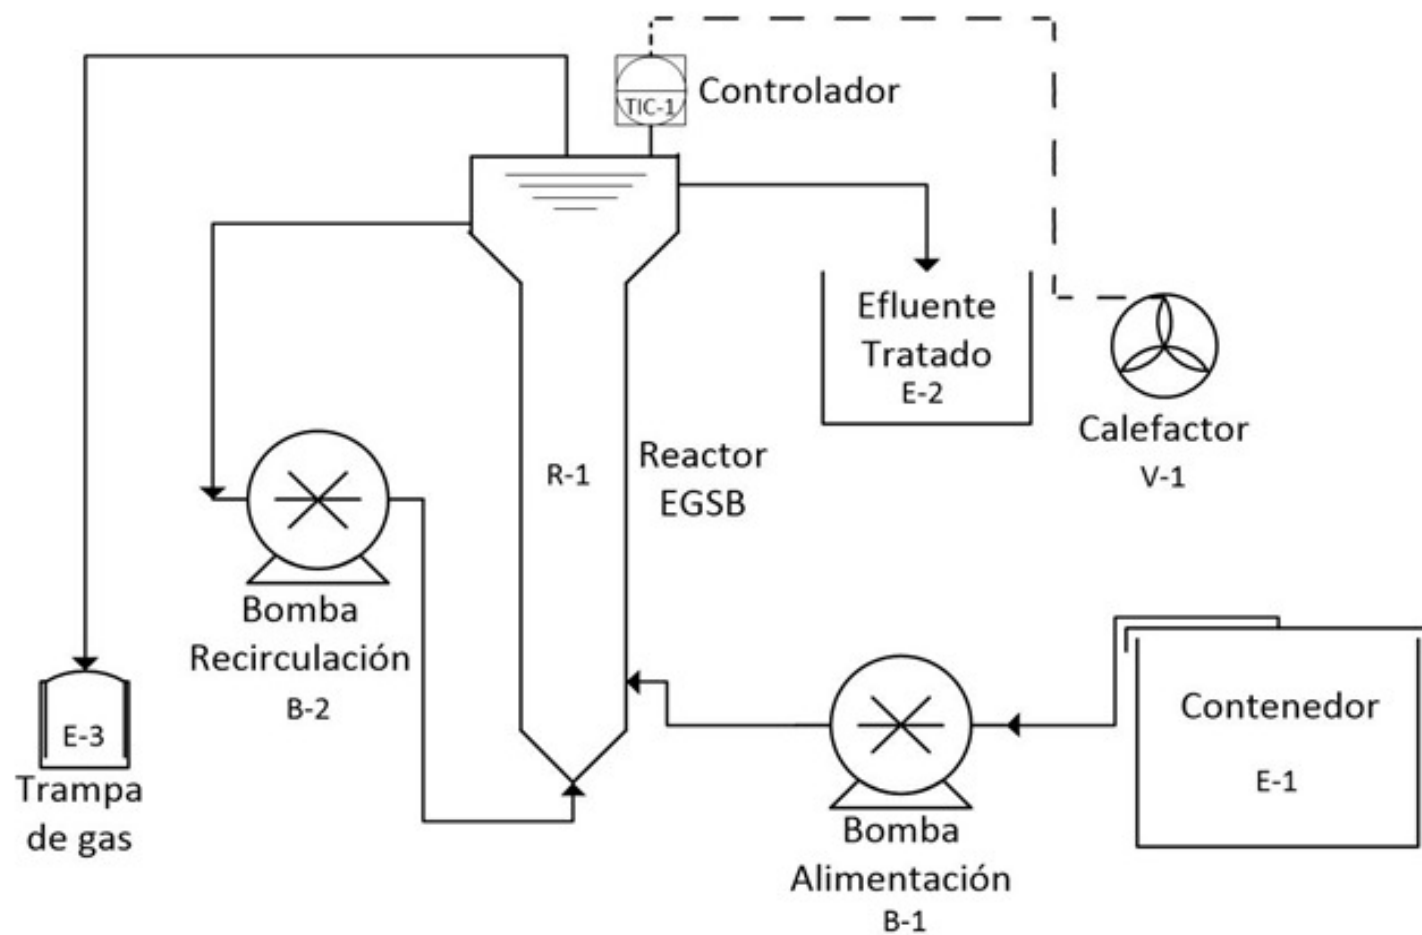 TIC-1
Controlador
Efluente
Tratado
E-2
Calefactor
V-1
R-1
Reactor
EGSB
Bomba
Recirculación
B-2
E-3
Trampa
de gas
Contenedor
E-1
Bomba
Alimentación
B-1